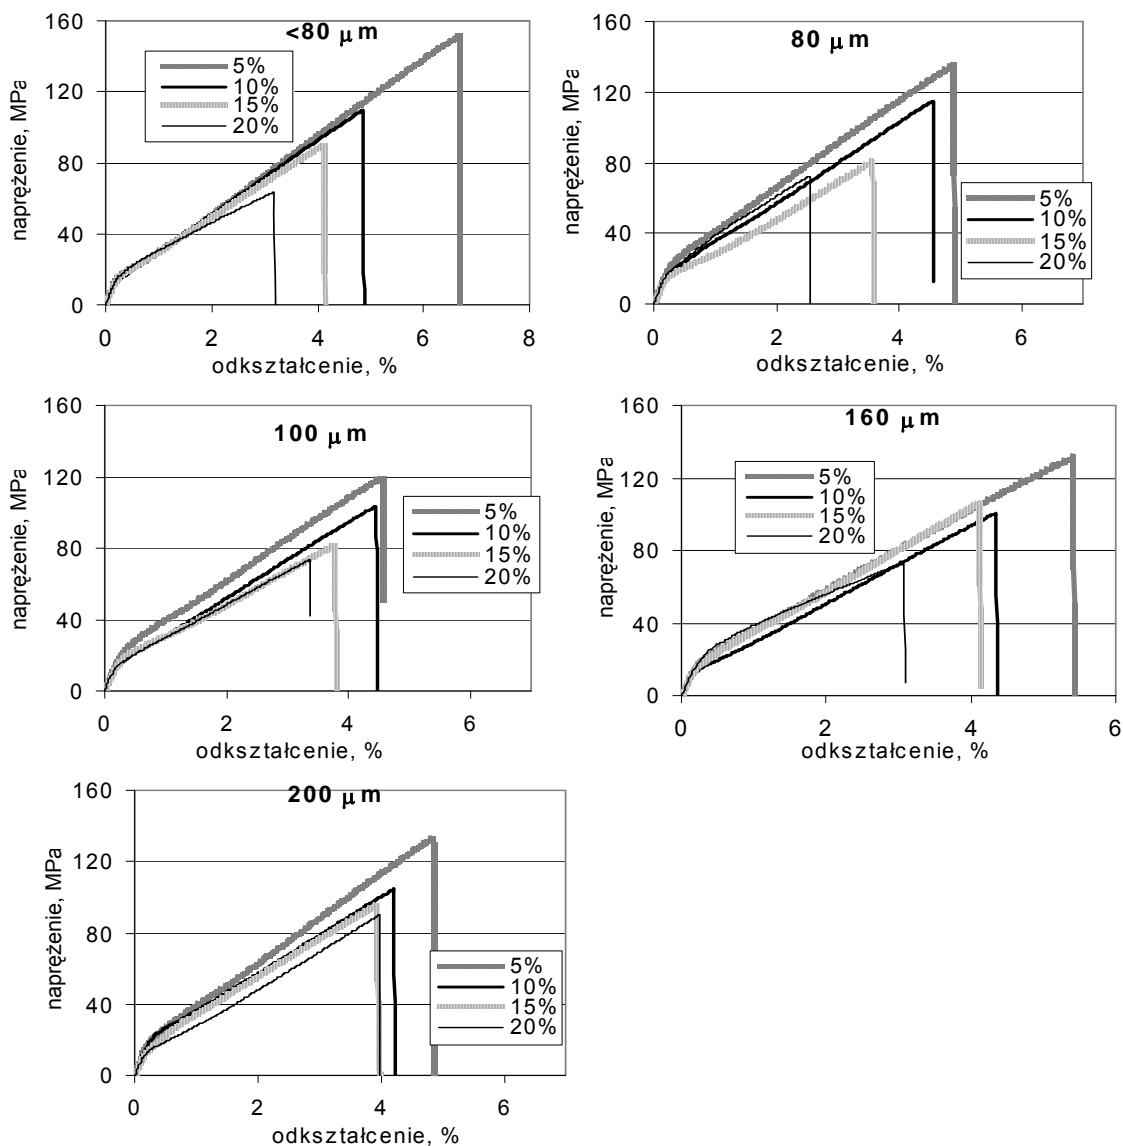 <80 μm
naprężenie, MPa
160
120
80
40
0
5%
10%
15%
20%
0 2 4 6 8
odkształcenie, %
80 μm
naprężenie, MPa
160
120
80
40
0
5%
10%
15%
20%
0 2 4 6
odkształcenie, %
100 μm
naprężenie, MPa
160
120
80
40
0
5%
10%
15%
20%
0 2 4 6
odkształcenie, %
160 μm
naprężenie, MPa
160
120
80
40
0
5%
10%
15%
20%
0 2 4 6
odkształcenie, %
200 μm
naprężenie, MPa
160
120
80
40
0
5%
10%
15%
20%
0 2 4 6
odkształcenie, %